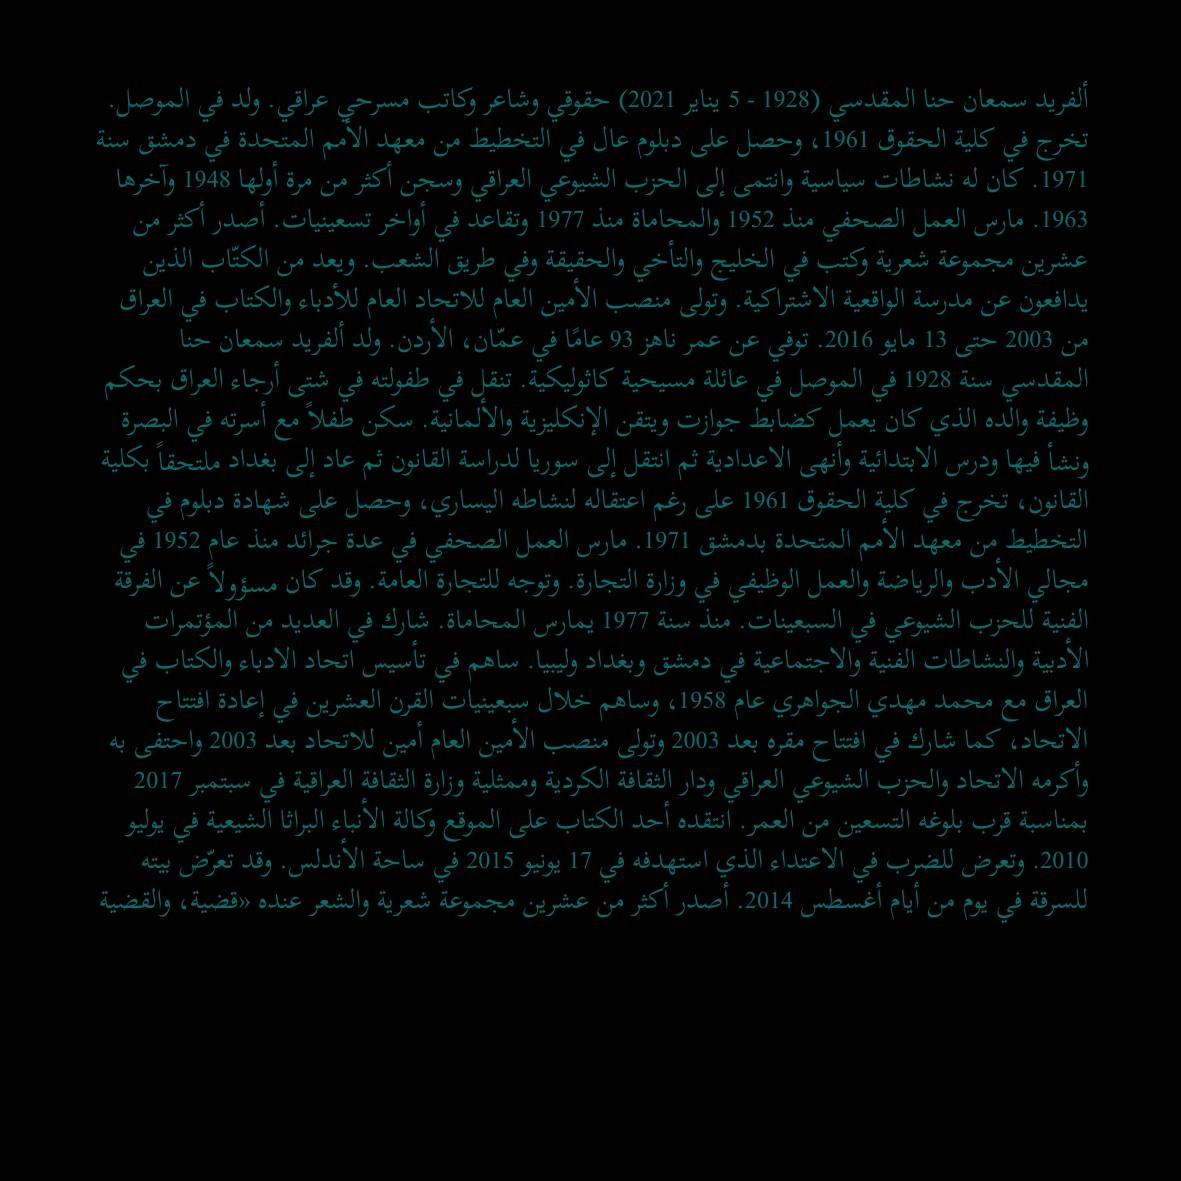 ألفريد سمعان حنا المقدسي (1928 - 5 يناير 2021) حقوقي وشاعر وكاتب مسرحي عراقي. ولد في الموصل.
تخرج في كلية الحقوق 1961، وحصل على دبلوم عال في التخطيط من معهد الأمم المتحدة في دمشق سنة
1971. كان له نشاطات سياسية وانتمى إلى الحزب الشيوعي العراقي وسجن أكثر من مرة أولها 1948 وآخرها
1963. مارس العمل الصحفي منذ 1952 والمحاماة منذ 1977 وتقاعد في أواخر تسعينيات. أصدر أكثر من
عشرين مجموعة شعرية وكتب في الخليج والتأخي والحقيقة وفي طريق الشعب. ويعد من الكتّاب الذين
يدافعون عن مدرسة الواقعية الاشتراكية. وتولى منصب الأمين العام للاتحاد العام للأدباء والكتاب في العراق
من 2003 حتى 13 مايو 2016. توفي عن عمر ناهز 93 عامًا في عمّان، الأردن. ولد ألفريد سمعان حنا
المقدسي سنة 1928 في الموصل في عائلة مسيحية كاثوليكية. تنقل في طفولته في شتى أرجاء العراق بحكم
وظيفة والده الذي كان يعمل كضابط جوازت ويتقن الإنكليزية والألمانية. سكن طفلاً مع أسرته في البصرة
ونشأ فيها ودرس الابتدائية وأنهى الاعدادية ثم انتقل إلى سوريا لدراسة القانون ثم عاد إلى بغداد ملتحقاً بكلية
القانون، تخرج في كلية الحقوق 1961 على رغم اعتقاله لنشاطه اليساري، وحصل على شهادة دبلوم في
التخطيط من معهد الأمم المتحدة بدمشق 1971. مارس العمل الصحفي في عدة جرائد منذ عام 1952 في
مجالي الأدب والرياضة والعمل الوظيفي في وزارة التجارة. وتوجه للتجارة العامة. وقد كان مسؤولاً عن الفرقة
الفنية للحزب الشيوعي في السبعينات. منذ سنة 1977 يمارس المحاماة. شارك في العديد من المؤتمرات
الأدبية والنشاطات الفنية والاجتماعية في دمشق وبغداد وليبيا. ساهم في تأسيس اتحاد الادباء والكتاب في
العراق مع محمد مهدي الجواهري عام 1958، وساهم خلال سبعينيات القرن العشرين في إعادة افتتاح
الاتحاد، كما شارك في افتتاح مقره بعد 2003 وتولى منصب الأمين العام أمين للاتحاد بعد 2003 واحتفى به
وأكرمه الاتحاد والحزب الشيوعي العراقي ودار الثقافة الكردية وممثلية وزارة الثقافة العراقية في سبتمبر 2017
بمناسبة قرب بلوغه التسعين من العمر. انتقده أحد الكتاب على الموقع وكالة الأنباء البراثا الشيعية في يوليو
2010. وتعرض للضرب في الاعتداء الذي استهدفه في 17 يونيو 2015 في ساحة الأندلس. وقد تعرّض بيته
للسرقة في يوم من أيام أغسطس 2014. أصدر أكثر من عشرين مجموعة شعرية والشعر عنده «قضية، والقضية